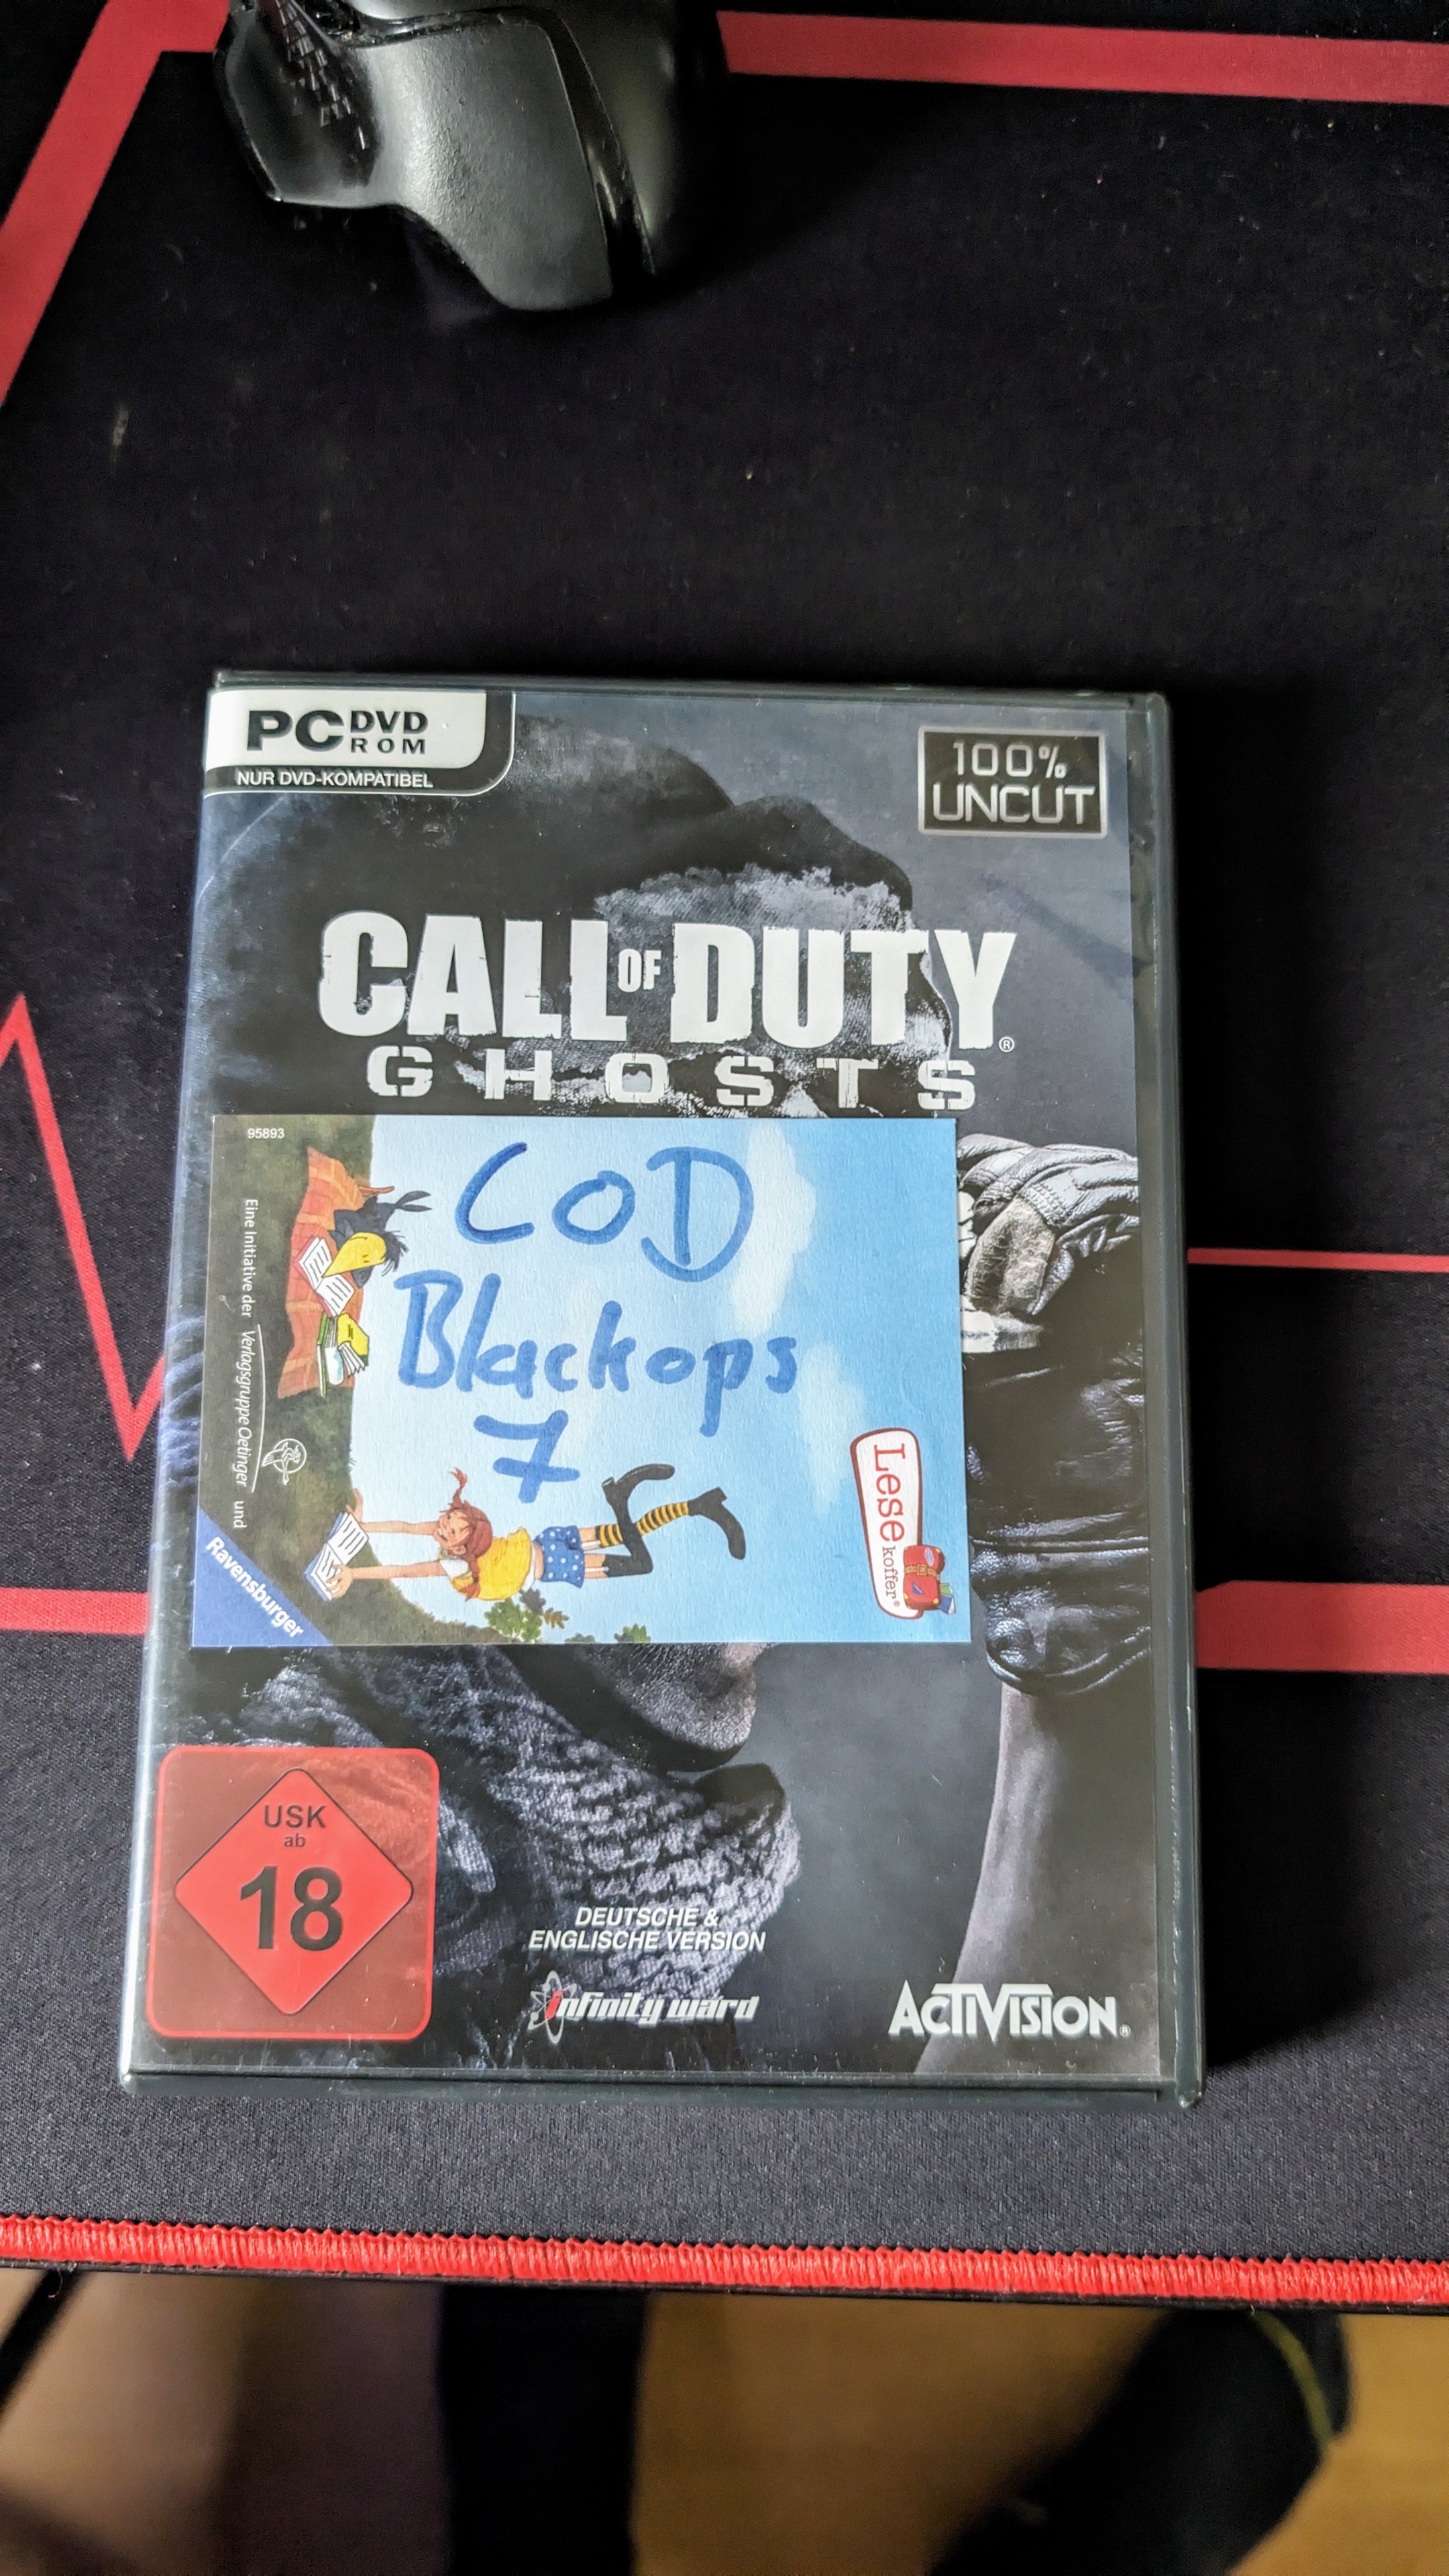 PC DVD
ROM
NUR DVD-KOMPATIBEL
100%
UNCUT
CALL OF DUTY®
GHOSTS
95893
CoD
Blackops
7
Eine Initiative der Verlagsgruppe Oetinger und
Ravensburger
Lese
koffer®
USK
ab
18
DEUTSCHE &
ENGLISCHE VERSION
infinity ward
ACTIVISION®